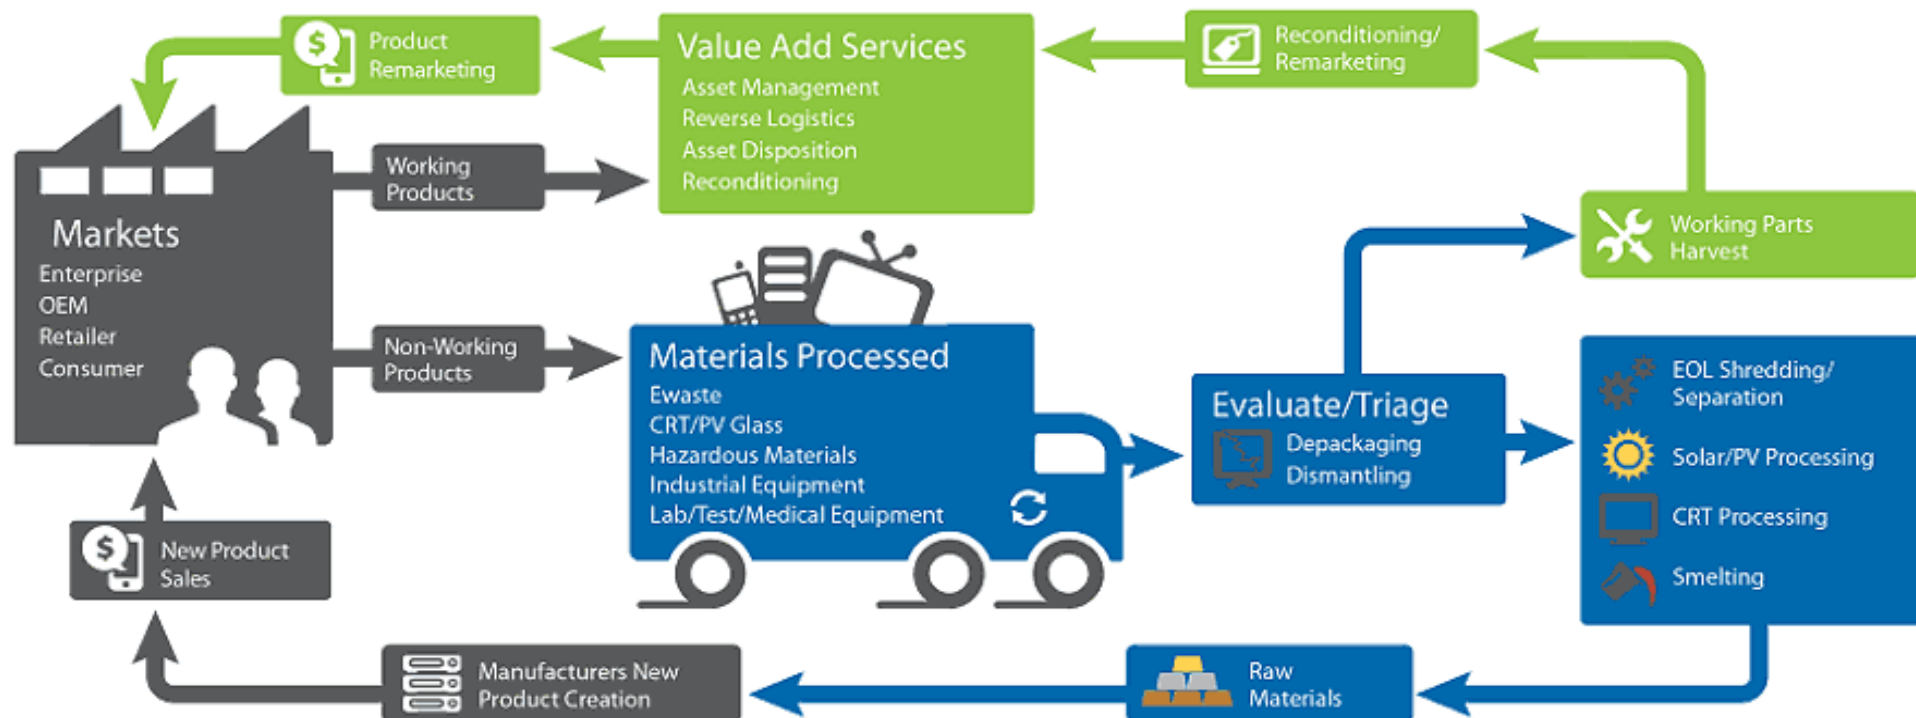 Product
Remarketing
Value Add Services
Asset Management
Reverse Logistics
Asset Disposition
Reconditioning
Reconditioning/
Remarketing
Working
Products
Markets
Enterprise
OEM
Retailer
Consumer
Non-Working
Products
Materials Processed
Ewaste
CRT/PV Glass
Hazardous Materials
Industrial Equipment
Lab/Test/Medical Equipment
Evaluate/Triage
Depackaging
Dismantling
Working Parts
Harvest
EOL Shredding/
Separation
Solar/PV Processing
CRT Processing
Smelting
$
New Product
Sales
Manufacturers New
Product Creation
Raw
Materials
$